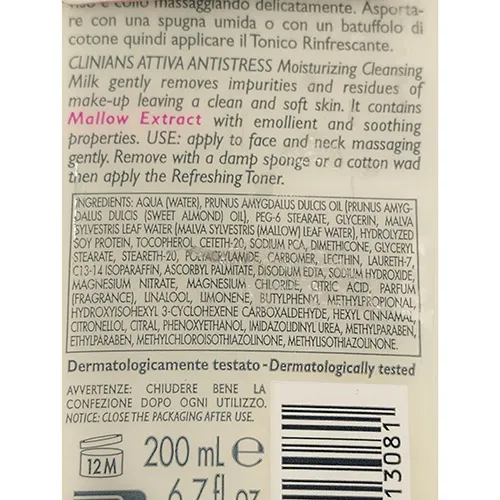 viso e collo massaggiando delicatamente. Asporta-
re con una spugna umida o con un batuffolo di
cotone quindi applicare il Tonico Rinfrescante.
CLINIANS ATTIVA ANTISTRESS Moisturizing Cleansing
Milk gently removes impurities and residues of
make-up leaving a clean and soft skin. It contains
Mallow Extract with emollient and soothing
properties. USE: apply to face and neck massaging
gently. Remove with a damp sponge or a cotton wad
then apply the Refreshing Toner.
INGREDIENTS: AQUA (WATER), PRUNUS AMYGDALUS DULCIS OIL (PRUNUS AMYG-
DALUS DULCIS (SWEET ALMOND) OIL), PEG-6 STEARATE, GLYCERIN, MALVA
SYLVESTRIS LEAF WATER (MALVA SYLVESTRIS (MALLOW) LEAF WATER), HYDROLYZED
SOY PROTEIN, TOCOPHEROL, CETETH-20, SODIUM PCA, DIMETHICONE, GLYCERYL
STEARATE, STEARETH-20, POLYACRYLAMIDE, CARBOMER, LECITHIN, LAURETH-7,
C13-14 ISOPARAFFIN, ASCORBYL PALMITATE, DISODIUM EDTA, SODIUM HYDROXIDE,
MAGNESIUM NITRATE, MAGNESIUM CHLORIDE, CITRIC ACID, PARFUM
(FRAGRANCE), LINALOOL, LIMONENE, BUTYLPHENYL METHYLPROPIONAL,
HYDROXYISOHEXYL 3-CYCLOHEXENE CARBOXALDEHYDE, HEXYL CINNAMAL,
CITRONELLOL, CITRAL, PHENOXYETHANOL, IMIDAZOLIDINYL UREA, METHYLPARABEN,
ETHYLPARABEN, METHYLCHLOROISOTHIAZOLINONE, METHYLISOTHIAZOLINONE.
Dermatologicamente testato - Dermatologically tested
AVVERTENZE: CHIUDERE BENE LA
CONFEZIONE DOPO OGNI UTILIZZO.
NOTICE: CLOSE THE PACKAGING AFTER USE.
12M
200 mL e
6.7 fl.oz
13081